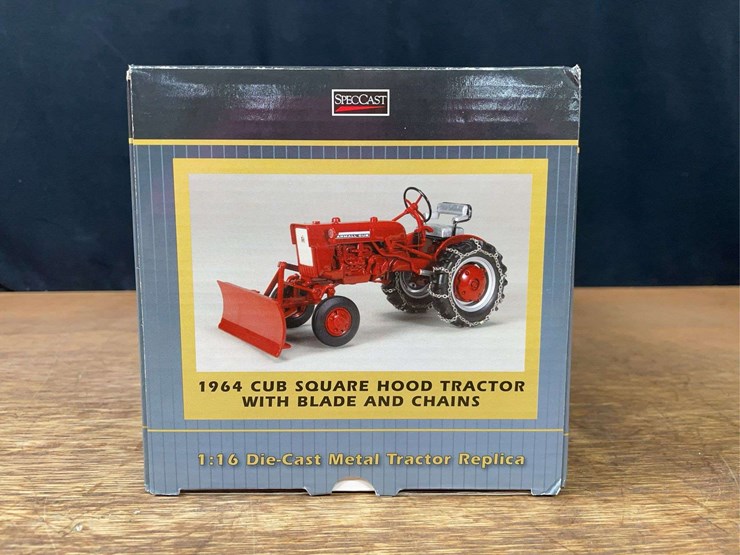 SPECCAST
1964 CUB SQUARE HOOD TRACTOR
WITH BLADE AND CHAINS
1:16 Die-Cast Metal Tractor Replica